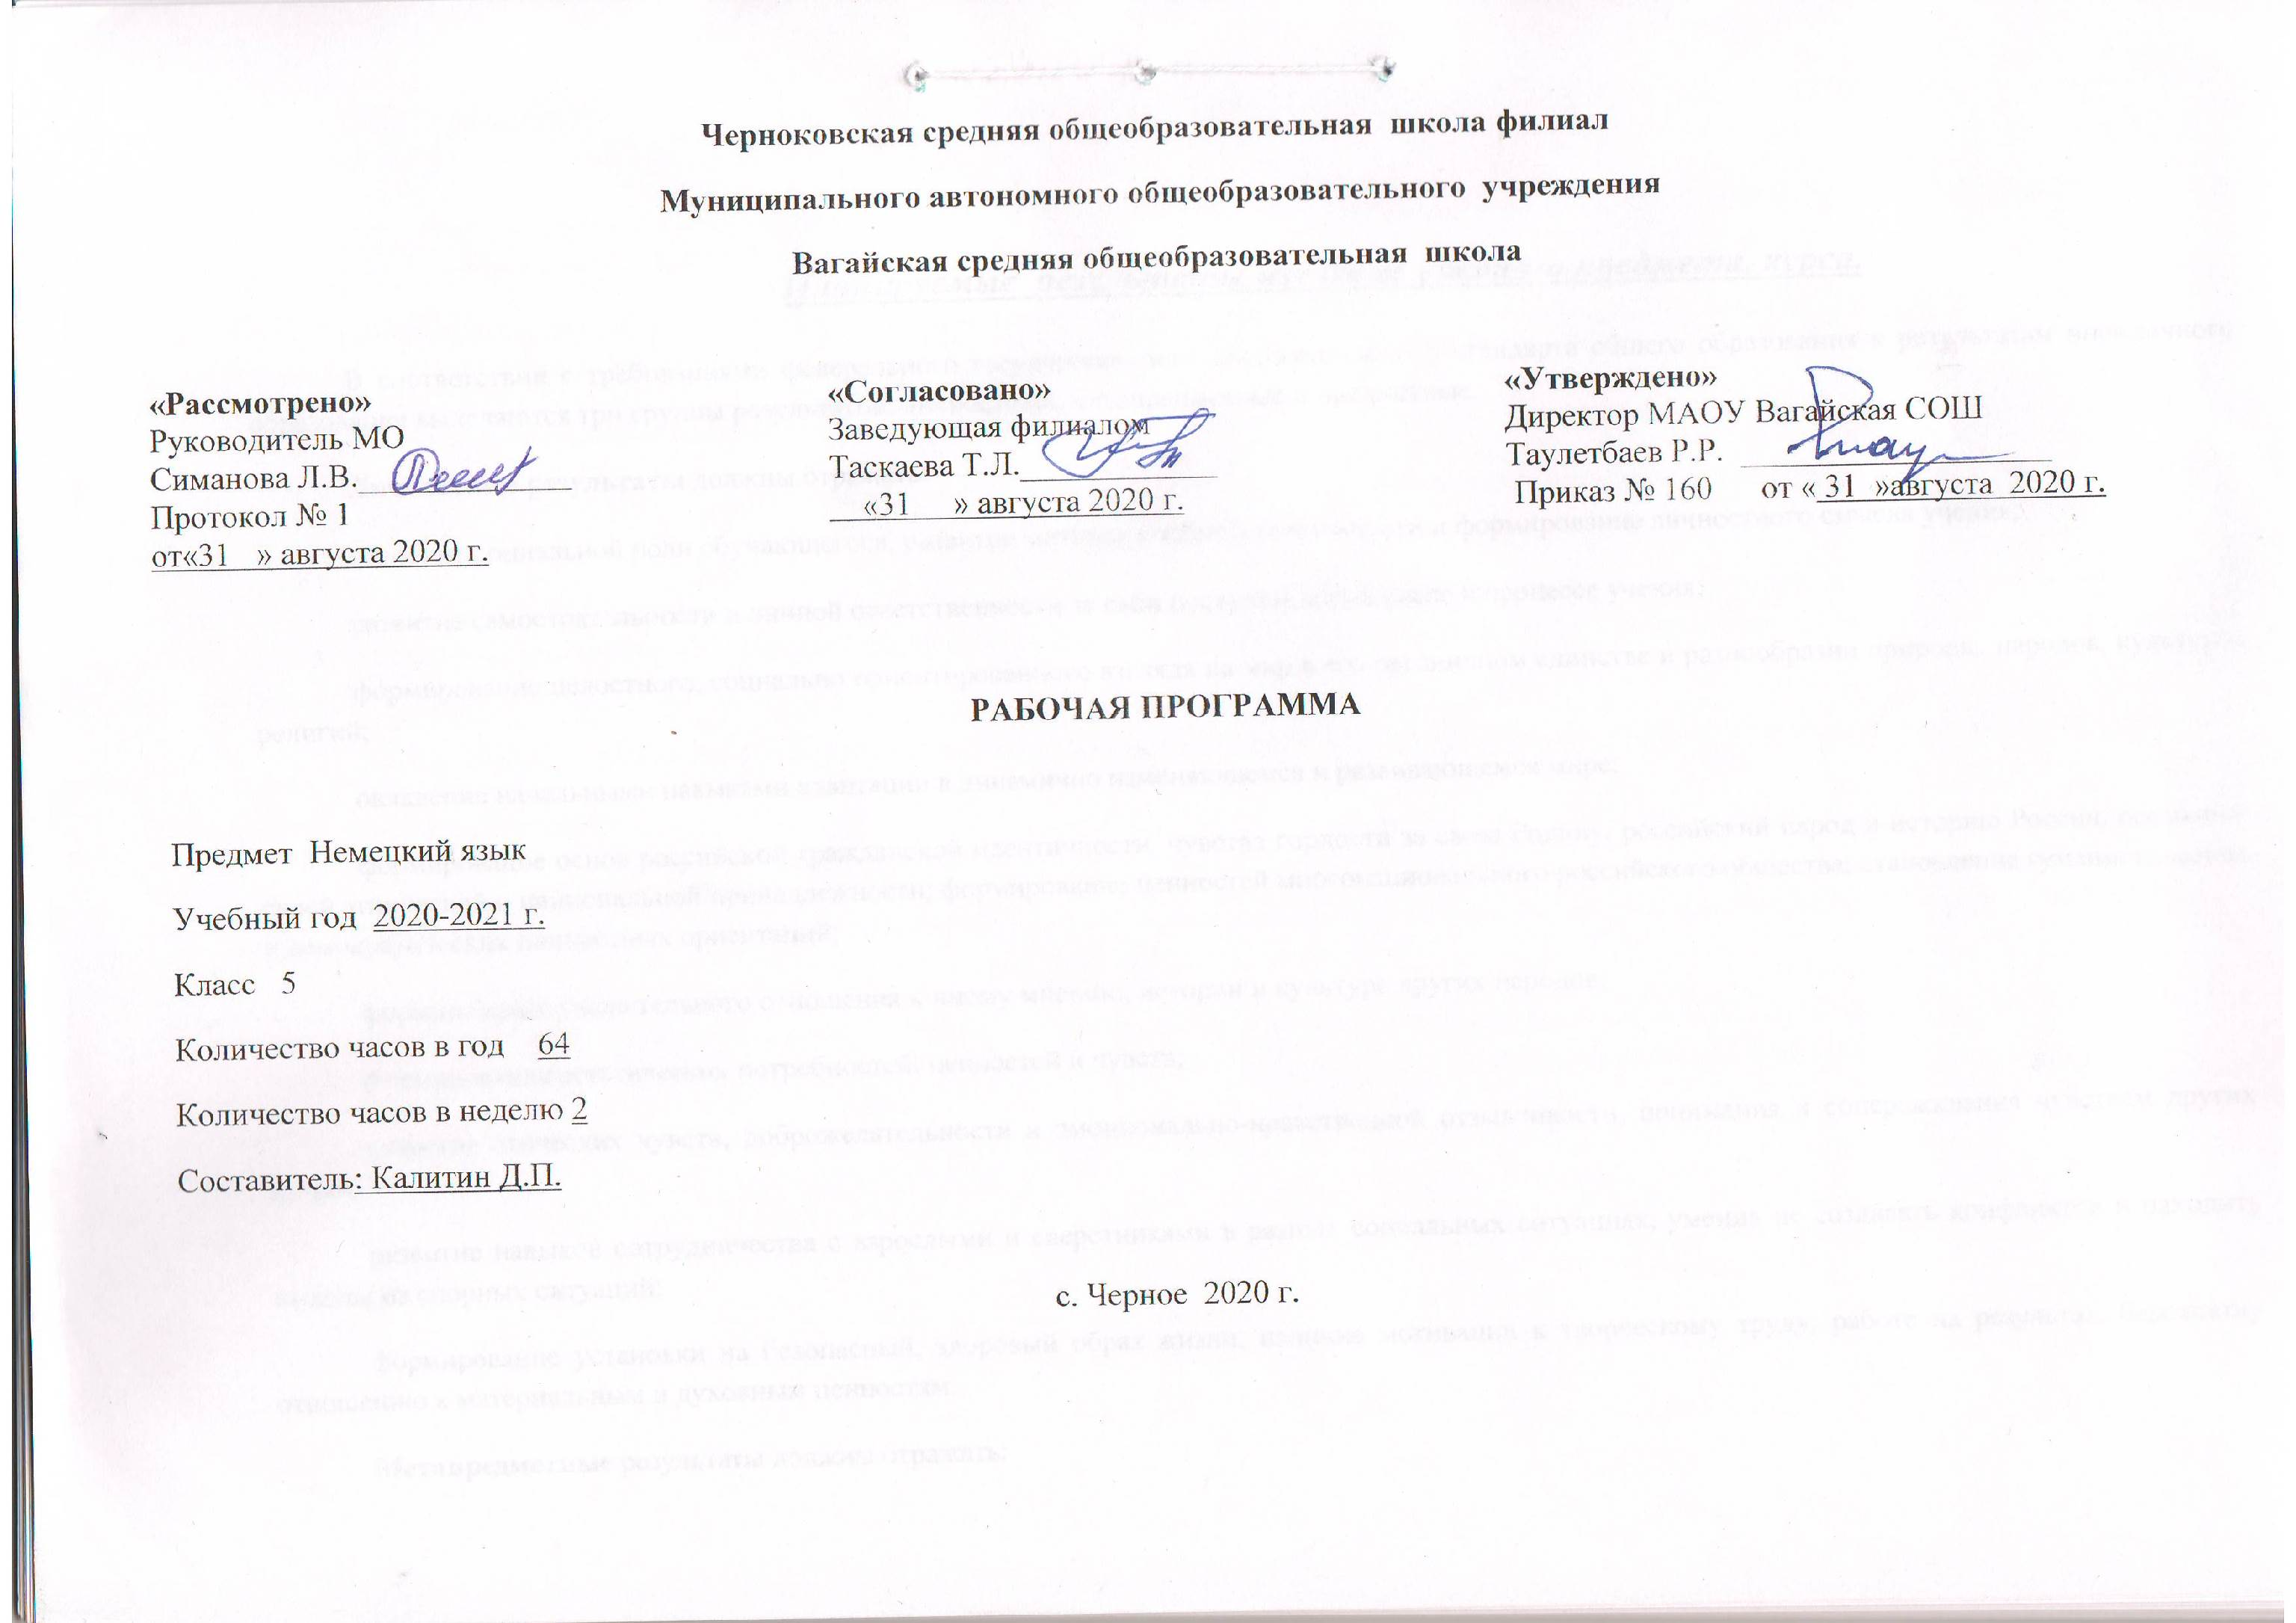 Черноковская средняя общеобразовательная школа филиал
Муниципального автономного общеобразовательного учреждения
Вагайская средняя общеобразовательная школа
«Рассмотрено»
Руководитель МО
Симанова Л.В.
Протокол № 1
от«31 » августа 2020 г.
«Согласовано»
Заведующая филиалом
Таскаева Т.Л.
«31 » августа 2020 г.
«Утверждено»
Директор МАОУ Вагайская СОШ
Таулетбаев Р.Р.
Приказ № 160 от « 31 »августа 2020 г.
РАБОЧАЯ ПРОГРАММА
Предмет Немецкий язык
Учебный год 2020-2021 г.
Класс 5
Количество часов в год 64
Количество часов в неделю 2
Составитель: Калитин Д.П.
с. Черное 2020 г.